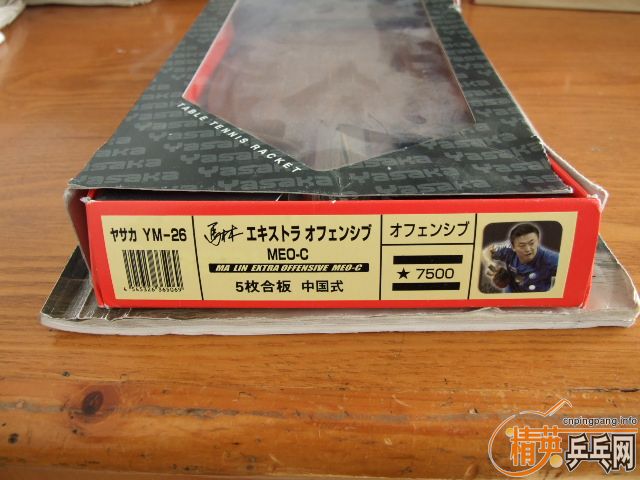 Yasaka Yasaka Yasaka
TABLE TENNIS RACKET
ヤサカ YM-26
馬林 エキストラ オフェンシブ
MEO-C
MA LIN EXTRA OFFENSIVE MEO-C
5枚合板 中国式
オフェンシブ
★ 7500
cnpingpang.info
精英乒乓网